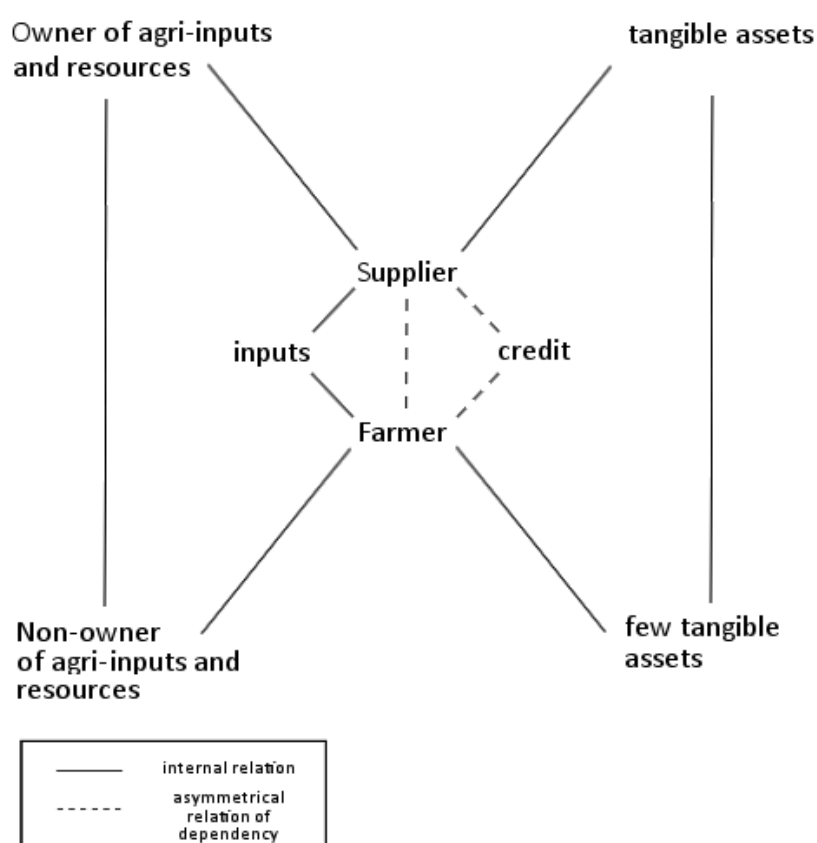 Owner of agri-inputs
and resources
tangible assets
Supplier
inputs
credit
Farmer
Non-owner
of agri-inputs and
resources
few tangible
assets
internal relation
asymmetrical
relation of
dependency